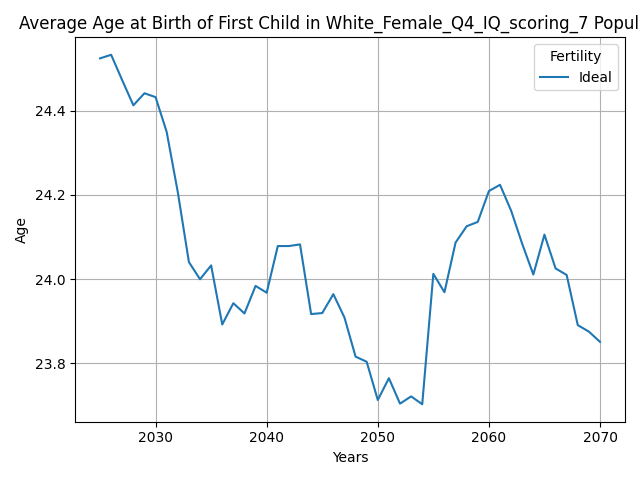 Average Age at Birth of First Child in White_Female_Q4_IQ_scoring_7 Popul
Fertility
Ideal
24.4
24.2
24.0
23.8
Age
2030 2040 2050 2060 2070
Years